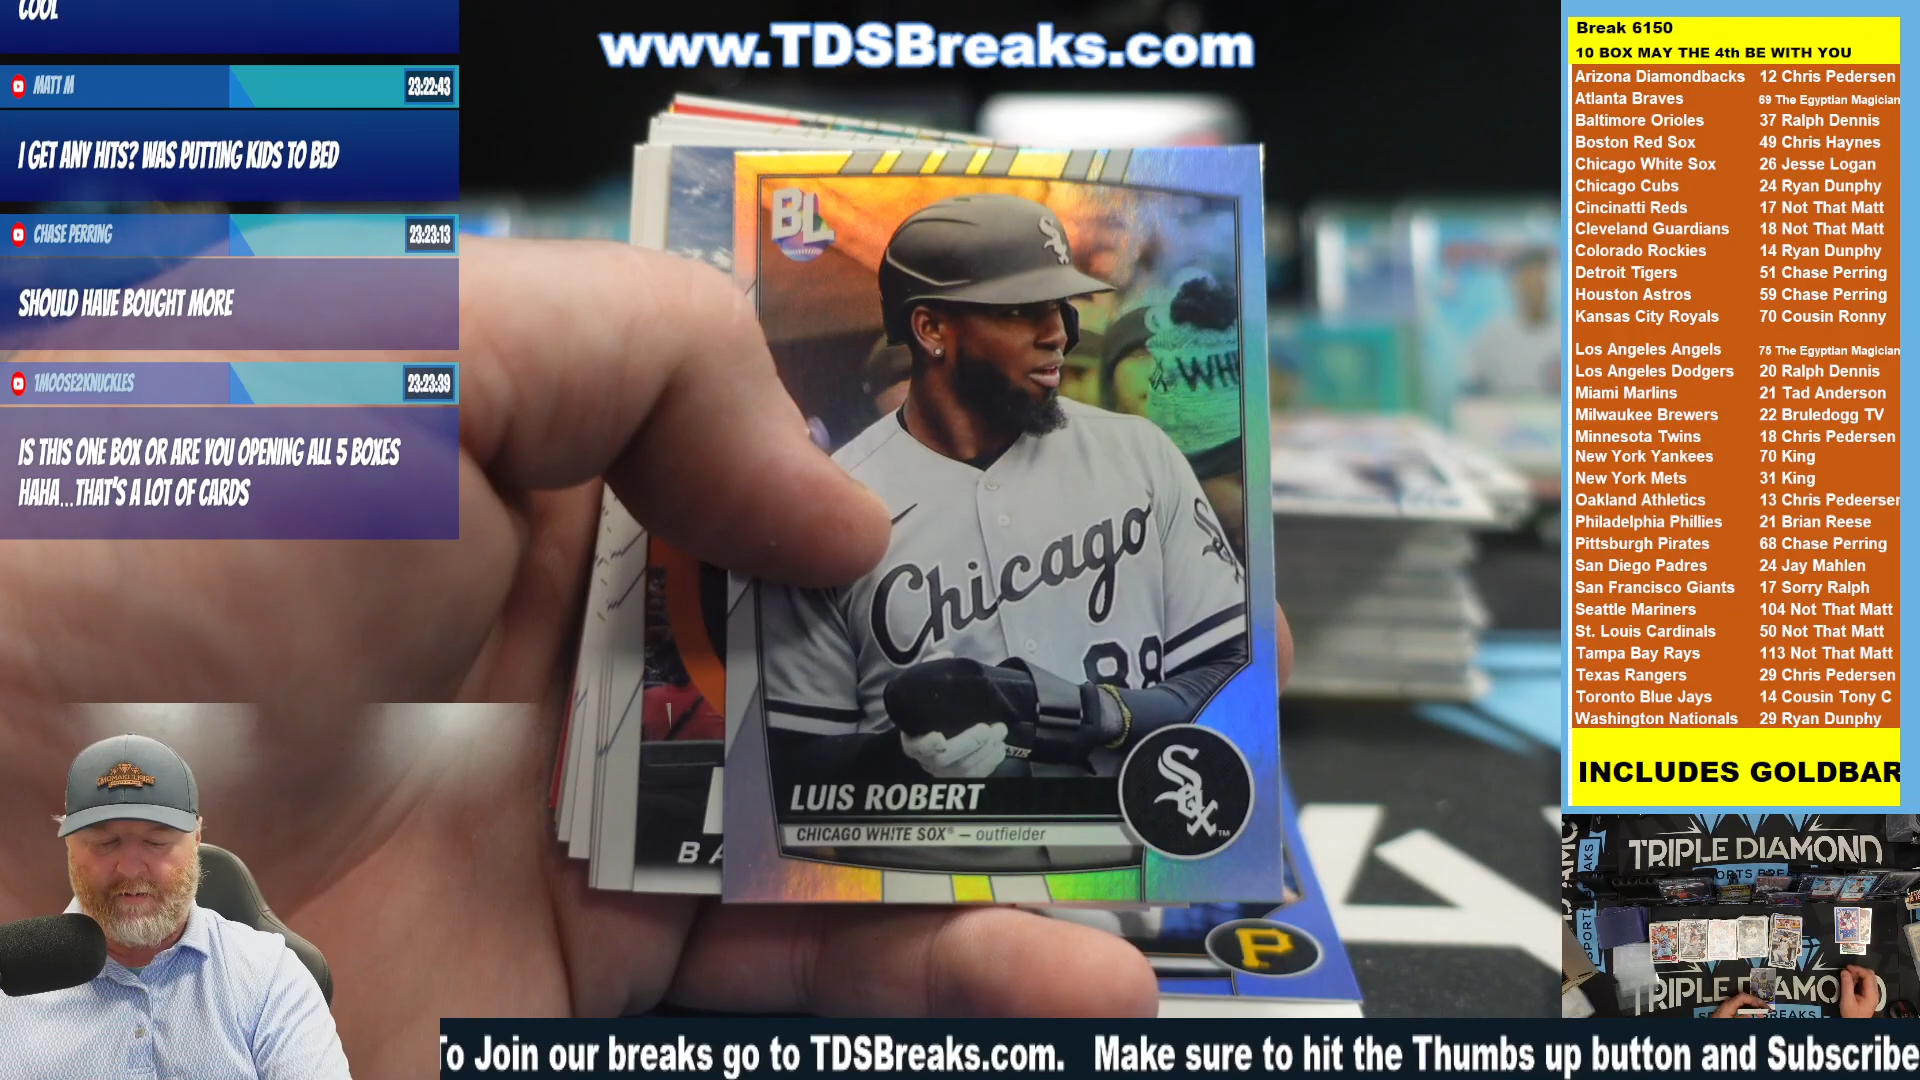 COOL
MATT M
23:22:43
I GET ANY HITS? WAS PUTTING KIDS TO BED
CHASE PERRING
23:23:13
SHOULD HAVE BOUGHT MORE
1MOOSE2KNUCKLES
23:23:39
IS THIS ONE BOX OR ARE YOU OPENING ALL 5 BOXES
HAHA...THAT'S A LOT OF CARDS
www.TDSBreaks.com
BL
WH
Chicago
88
LUIS ROBERT
CHICAGO WHITE SOX® — outfielder
Sox
TM
BA
P
Break 6150
10 BOX MAY THE 4th BE WITH YOU
Arizona Diamondbacks 12 Chris Pedersen
Atlanta Braves 69 The Egyptian Magician
Baltimore Orioles 37 Ralph Dennis
Boston Red Sox 49 Chris Haynes
Chicago White Sox 26 Jesse Logan
Chicago Cubs 24 Ryan Dunphy
Cincinatti Reds 17 Not That Matt
Cleveland Guardians 18 Not That Matt
Colorado Rockies 14 Ryan Dunphy
Detroit Tigers 51 Chase Perring
Houston Astros 59 Chase Perring
Kansas City Royals 70 Cousin Ronny
Los Angeles Angels 75 The Egyptian Magician
Los Angeles Dodgers 20 Ralph Dennis
Miami Marlins 21 Tad Anderson
Milwaukee Brewers 22 Bruledogg TV
Minnesota Twins 18 Chris Pedersen
New York Yankees 70 King
New York Mets 31 King
Oakland Athletics 13 Chris Pedeersen
Philadelphia Phillies 21 Brian Reese
Pittsburgh Pirates 68 Chase Perring
San Diego Padres 24 Jay Mahlen
San Francisco Giants 17 Sorry Ralph
Seattle Mariners 104 Not That Matt
St. Louis Cardinals 50 Not That Matt
Tampa Bay Rays 113 Not That Matt
Texas Rangers 29 Chris Pedersen
Toronto Blue Jays 14 Cousin Tony C
Washington Nationals 29 Ryan Dunphy
INCLUDES GOLDBAR
TRIPLE DIAMOND
SPORTS BREAKS
TRIPLE DIAMOND
SPORTS BREAKS
To Join our breaks go to TDSBreaks.com. Make sure to hit the Thumbs up button and Subscribe